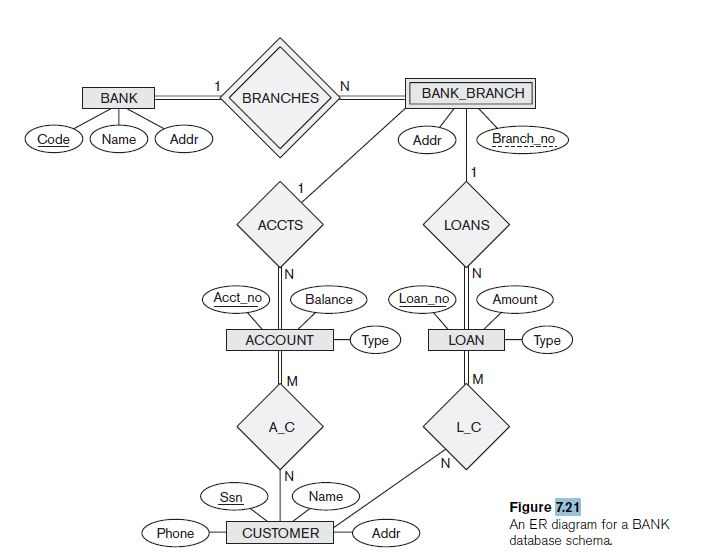 1
N
BANK
BRANCHES
BANK_BRANCH
Code
Name
Addr
Addr
Branch_no
1
1
ACCTS
LOANS
N
N
Acct_no
Balance
Loan_no
Amount
ACCOUNT
Type
LOAN
Type
M
M
A_C
L_C
N
N
Ssn
Name
Phone
CUSTOMER
Addr
Figure 7.21
An ER diagram for a BANK
database schema.